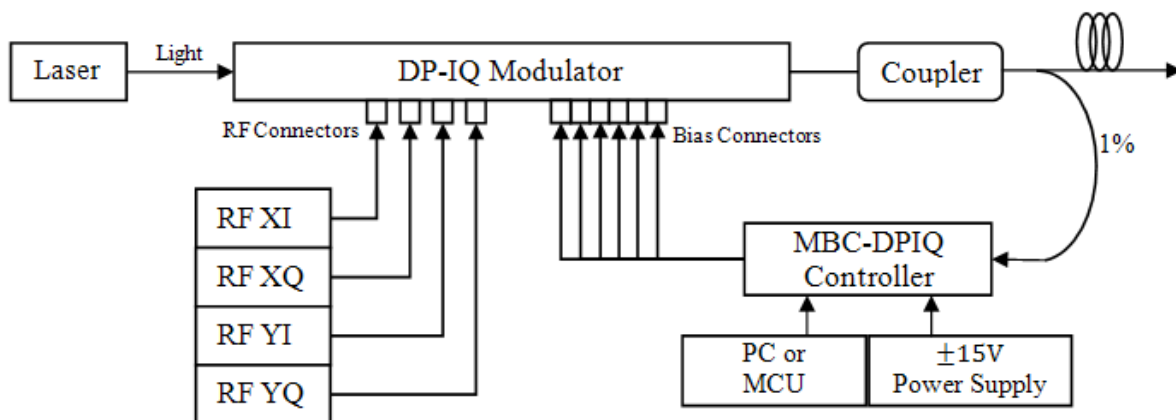 Laser
Light
DP-IQ Modulator
Coupler
RF Connectors
Bias Connectors
1%
RF XI
RF XQ
RF YI
RF YQ
MBC-DPIQ
Controller
PC or
MCU
±15V
Power Supply